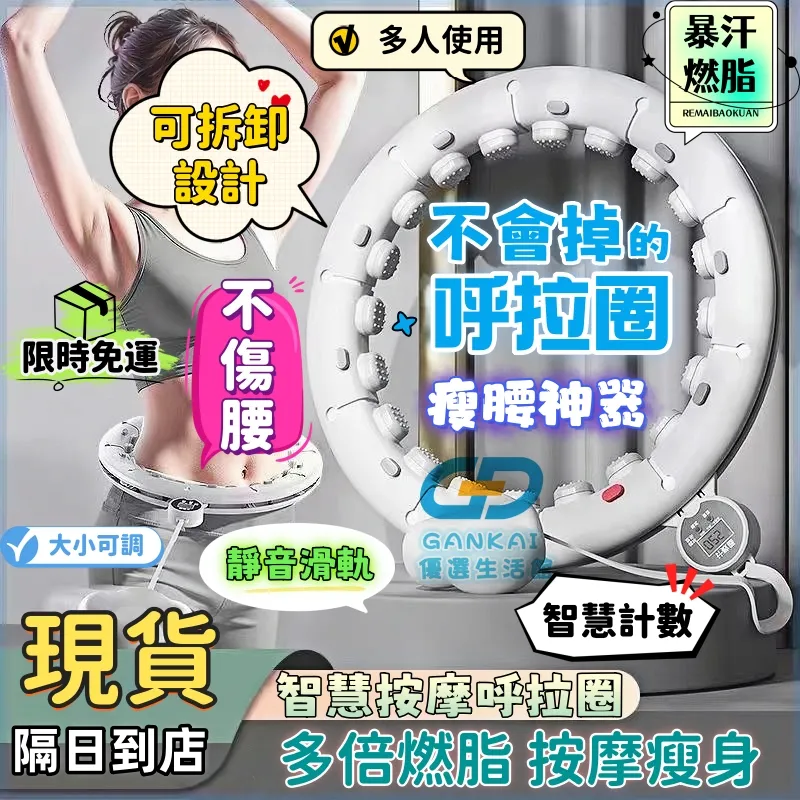 多人使用
暴汗
燃脂
REMAIBAOKUAN
可拆卸
設計
不會掉的
呼拉圈
不傷腰
限時免運
瘦腰神器
GANKAI
優選生活館
大小可調
靜音滑軌
智慧計數
現貨
隔日到店
智慧按摩呼拉圈
多倍燃脂 按摩瘦身